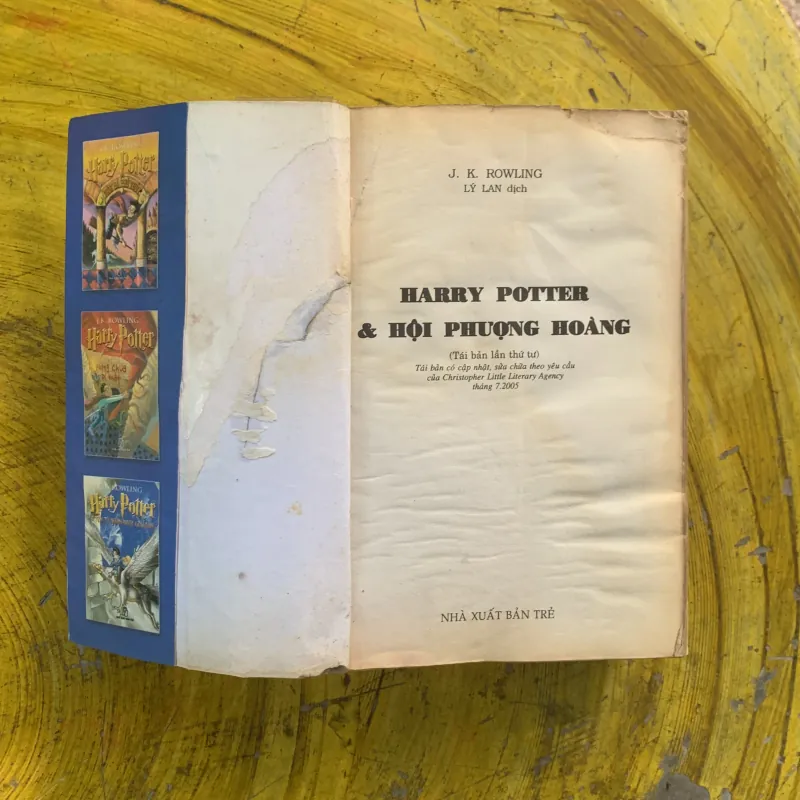 Harry Potter
J.K. ROWLING
Harry Potter
ROWLING
Harry Potter
J. K. ROWLING
LÝ LAN dịch
HARRY POTTER
& HỘI PHƯỢNG HOÀNG
(Tái bản lần thứ tư)
Tái bản có cập nhật, sửa chữa theo yêu cầu
của Christopher Little Literary Agency
tháng 7.2005
NHÀ XUẤT BẢN TRẺ